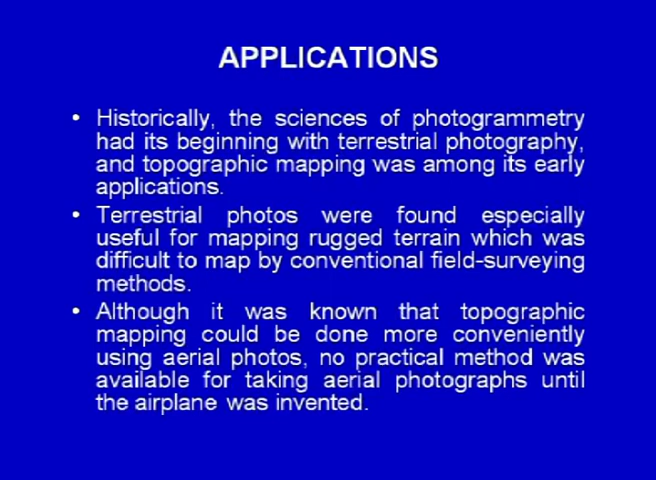 APPLICATIONS
• Historically, the sciences of photogrammetry
had its beginning with terrestrial photography,
and topographic mapping was among its early
applications.
• Terrestrial photos were found especially
useful for mapping rugged terrain which was
difficult to map by conventional field-surveying
methods.
• Although it was known that topographic
mapping could be done more conveniently
using aerial photos, no practical method was
available for taking aerial photographs until
the airplane was invented.